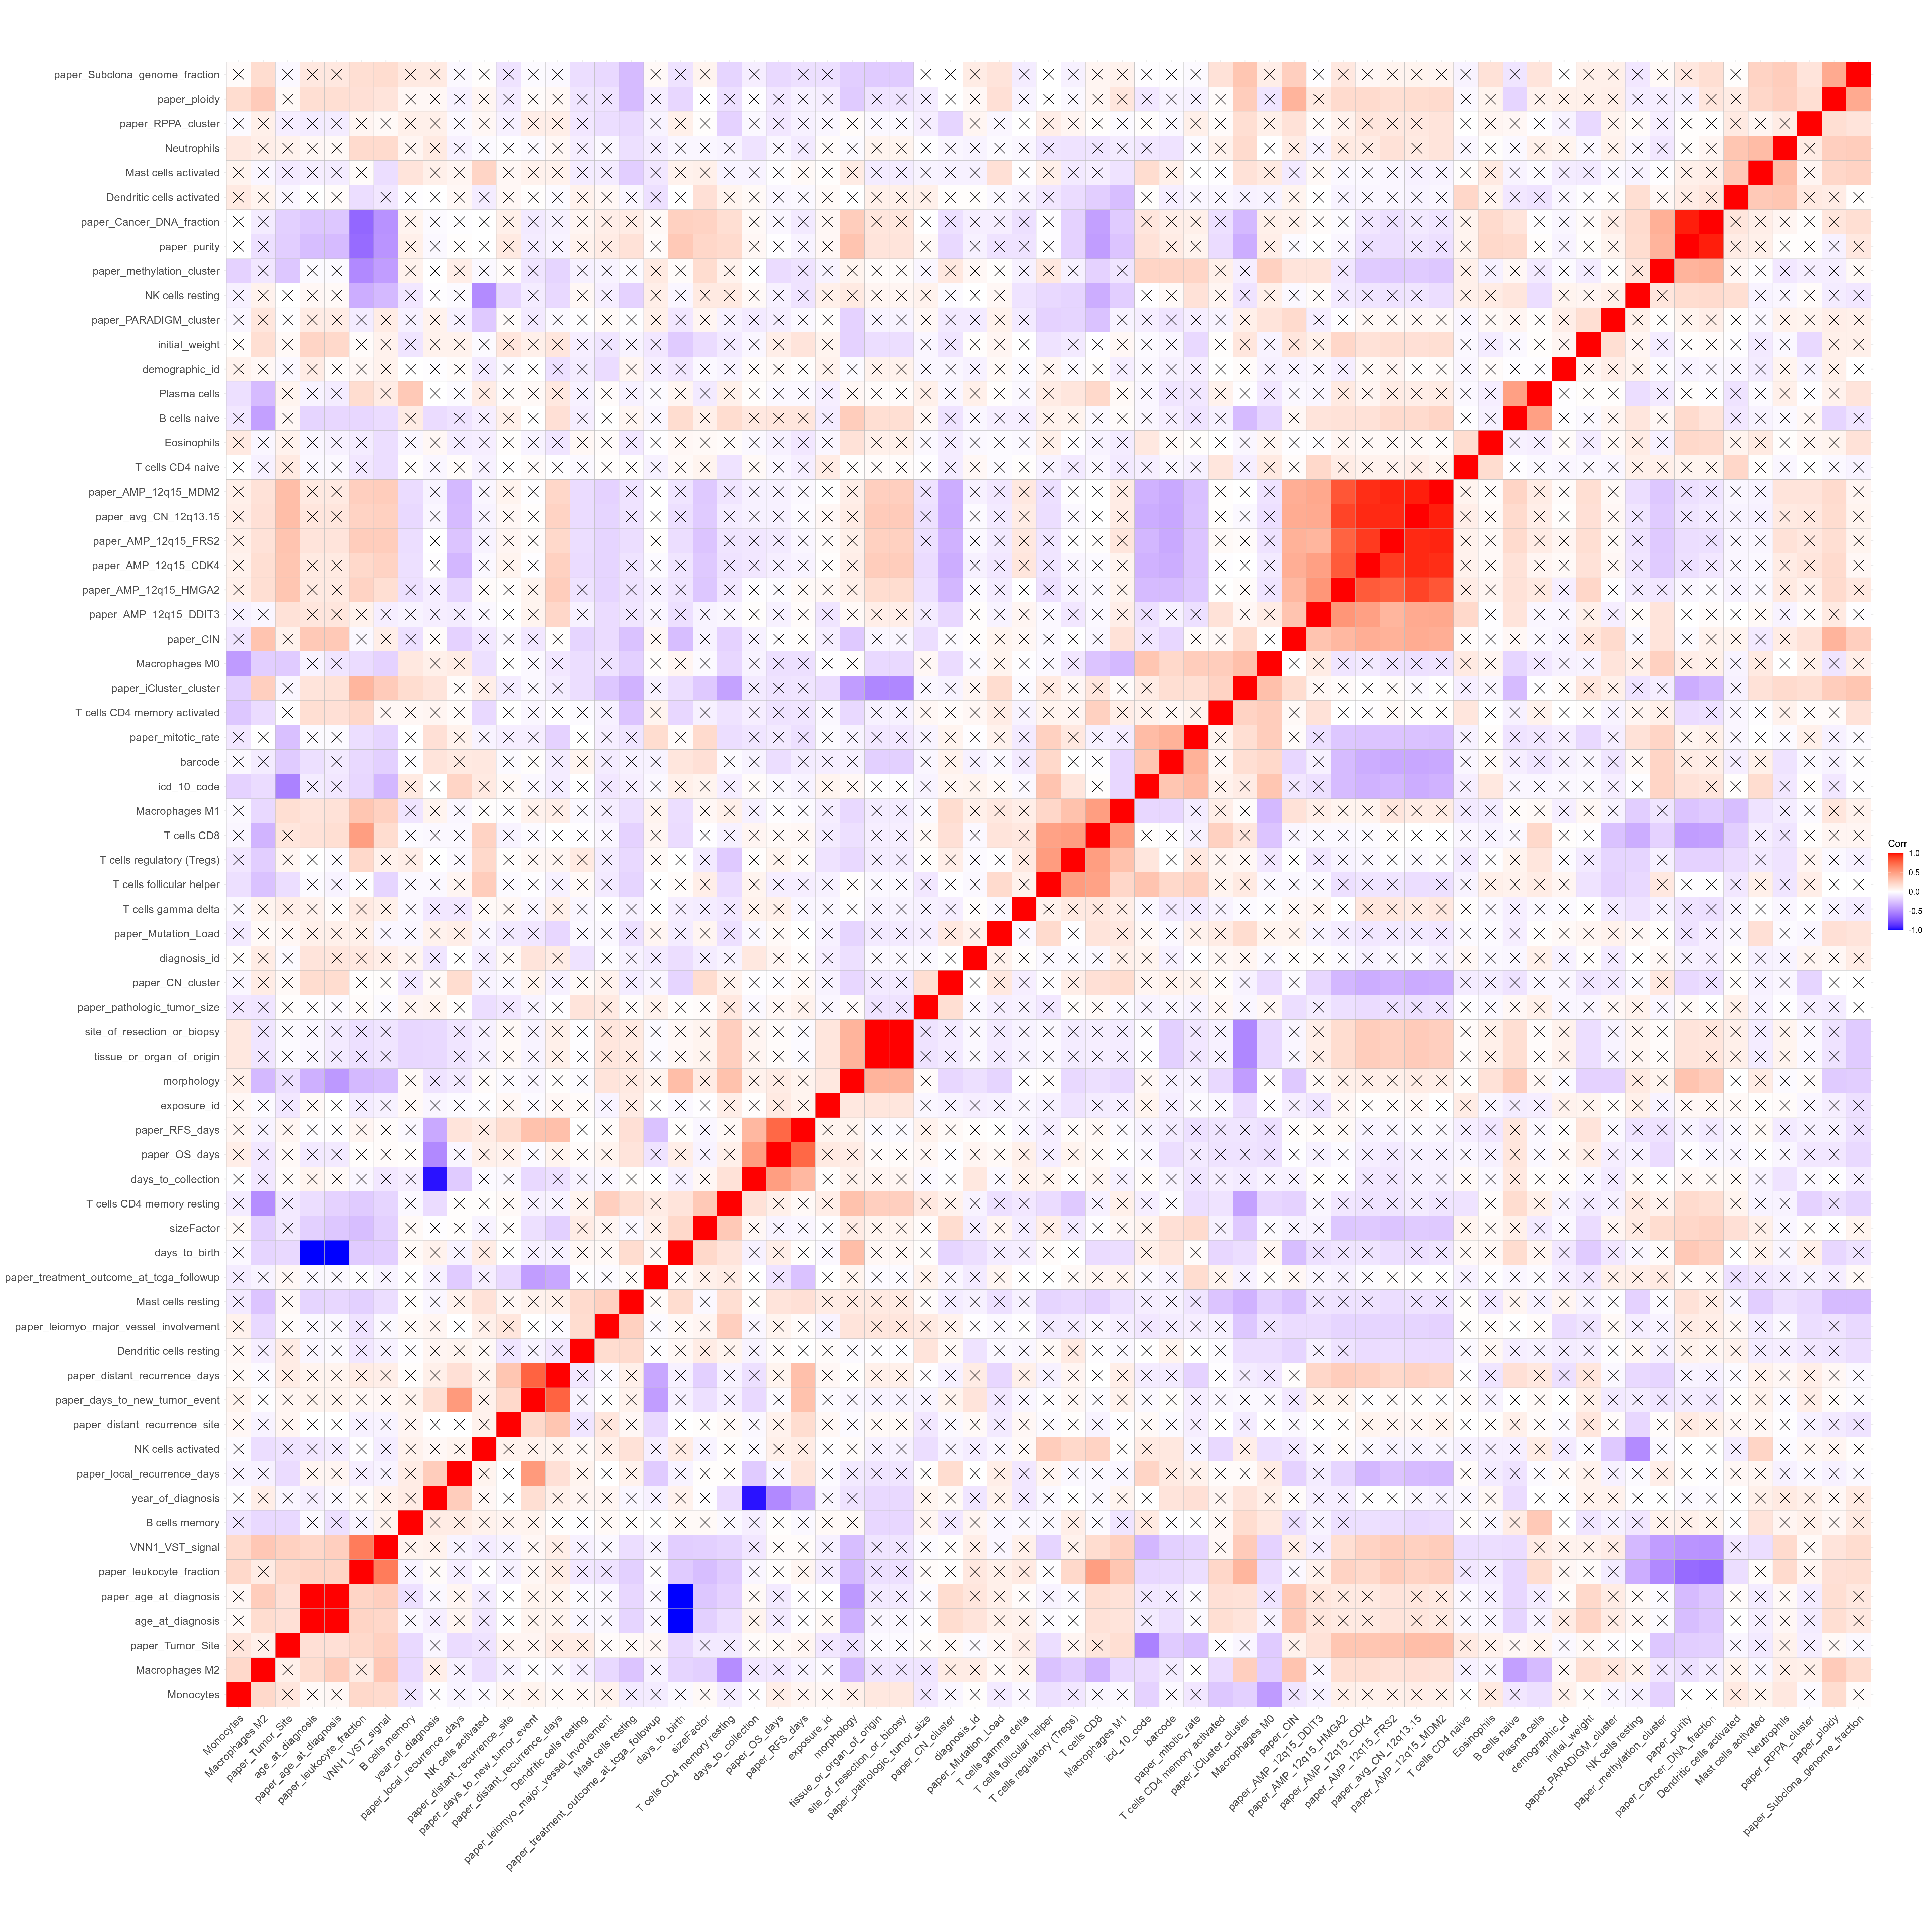 paper_Subclona_genome_fraction
paper_ploidy
paper_RPPA_cluster
Neutrophils
Mast cells activated
Dendritic cells activated
paper_Cancer_DNA_fraction
paper_purity
paper_methylation_cluster
NK cells resting
paper_PARADIGM_cluster
initial_weight
demographic_id
Plasma cells
B cells naive
Eosinophils
T cells CD4 naive
paper_AMP_12q15_MDM2
paper_avg_CN_12q13.15
paper_AMP_12q15_FRS2
paper_AMP_12q15_CDK4
paper_AMP_12q15_HMGA2
paper_AMP_12q15_DDIT3
paper_CIN
Macrophages M0
paper_iCluster_cluster
T cells CD4 memory activated
paper_mitotic_rate
barcode
icd_10_code
Macrophages M1
T cells CD8
T cells regulatory (Tregs)
T cells follicular helper
T cells gamma delta
paper_Mutation_Load
diagnosis_id
paper_CN_cluster
paper_pathologic_tumor_size
site_of_resection_or_biopsy
tissue_or_organ_of_origin
morphology
exposure_id
paper_RFS_days
paper_OS_days
days_to_collection
T cells CD4 memory resting
sizeFactor
days_to_birth
paper_treatment_outcome_at_tcga_followup
Mast cells resting
paper_leiomyo_major_vessel_involvement
Dendritic cells resting
paper_distant_recurrence_days
paper_days_to_new_tumor_event
paper_distant_recurrence_site
NK cells activated
paper_local_recurrence_days
year_of_diagnosis
B cells memory
VNN1_VST_signal
paper_leukocyte_fraction
paper_age_at_diagnosis
age_at_diagnosis
paper_Tumor_Site
Macrophages M2
Monocytes
Monocytes
Macrophages M2
paper_Tumor_Site
age_at_diagnosis
paper_age_at_diagnosis
paper_leukocyte_fraction
VNN1_VST_signal
B cells memory
year_of_diagnosis
paper_local_recurrence_days
NK cells activated
paper_distant_recurrence_site
paper_days_to_new_tumor_event
paper_distant_recurrence_days
Dendritic cells resting
paper_leiomyo_major_vessel_involvement
Mast cells resting
paper_treatment_outcome_at_tcga_followup
days_to_birth
sizeFactor
T cells CD4 memory resting
days_to_collection
paper_OS_days
paper_RFS_days
exposure_id
morphology
tissue_or_organ_of_origin
site_of_resection_or_biopsy
paper_pathologic_tumor_size
paper_CN_cluster
diagnosis_id
paper_Mutation_Load
T cells gamma delta
T cells follicular helper
T cells regulatory (Tregs)
T cells CD8
Macrophages M1
icd_10_code
barcode
paper_mitotic_rate
T cells CD4 memory activated
paper_iCluster_cluster
Macrophages M0
paper_CIN
paper_AMP_12q15_DDIT3
paper_AMP_12q15_HMGA2
paper_AMP_12q15_CDK4
paper_AMP_12q15_FRS2
paper_avg_CN_12q13.15
paper_AMP_12q15_MDM2
T cells CD4 naive
Eosinophils
B cells naive
Plasma cells
demographic_id
initial_weight
paper_PARADIGM_cluster
NK cells resting
paper_methylation_cluster
paper_purity
paper_Cancer_DNA_fraction
Dendritic cells activated
Mast cells activated
Neutrophils
paper_RPPA_cluster
paper_ploidy
paper_Subclona_genome_fraction
Corr
1.0
0.5
0.0
-0.5
-1.0